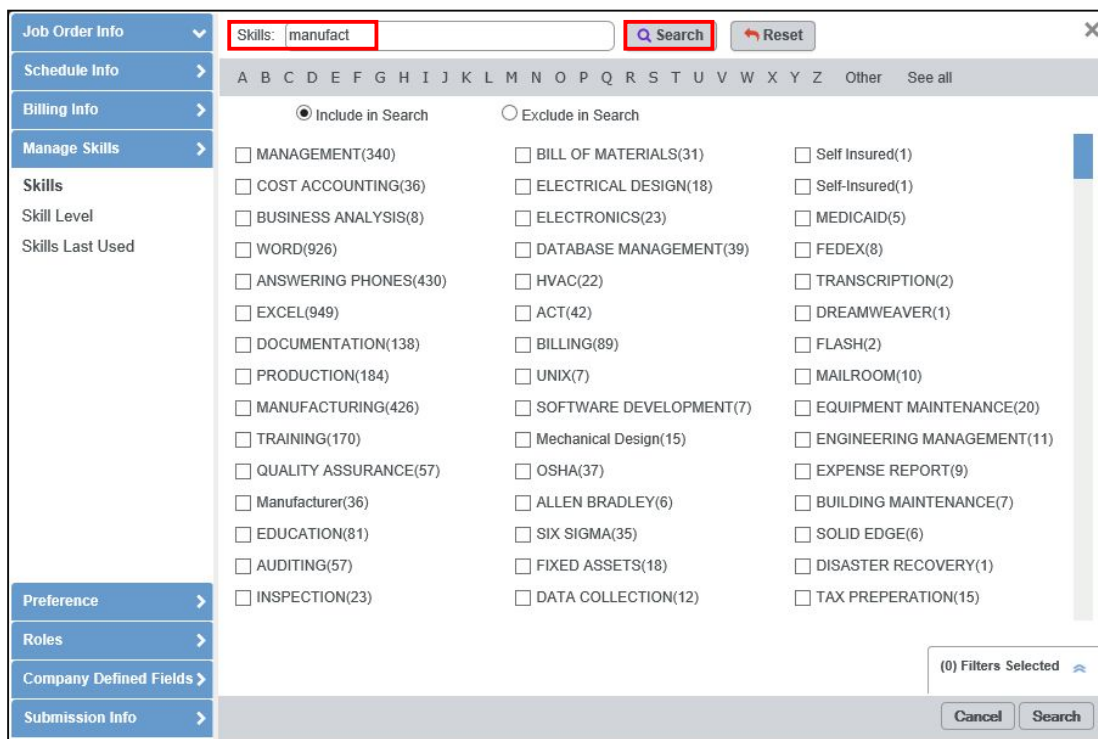 Job Order Info
Schedule Info
Billing Info
Manage Skills
Skills
Skill Level
Skills Last Used
Preference
Roles
Company Defined Fields
Submission Info
Skills: manufact Search Reset
A B C D E F G H I J K L M N O P Q R S T U V W X Y Z Other See all
Include in Search Exclude in Search
MANAGEMENT(340) BILL OF MATERIALS(31) Self Insured(1)
COST ACCOUNTING(36) ELECTRICAL DESIGN(18) Self-Insured(1)
BUSINESS ANALYSIS(8) ELECTRONICS(23) MEDICAID(5)
WORD(926) DATABASE MANAGEMENT(39) FEDEX(8)
ANSWERING PHONES(430) HVAC(22) TRANSCRIPTION(2)
EXCEL(949) ACT(42) DREAMWEAVER(1)
DOCUMENTATION(138) BILLING(89) FLASH(2)
PRODUCTION(184) UNIX(7) MAILROOM(10)
MANUFACTURING(426) SOFTWARE DEVELOPMENT(7) EQUIPMENT MAINTENANCE(20)
TRAINING(170) Mechanical Design(15) ENGINEERING MANAGEMENT(11)
QUALITY ASSURANCE(57) OSHA(37) EXPENSE REPORT(9)
Manufacturer(36) ALLEN BRADLEY(6) BUILDING MAINTENANCE(7)
EDUCATION(81) SIX SIGMA(35) SOLID EDGE(6)
AUDITING(57) FIXED ASSETS(18) DISASTER RECOVERY(1)
INSPECTION(23) DATA COLLECTION(12) TAX PREPERATION(15)
(0) Filters Selected
Cancel Search